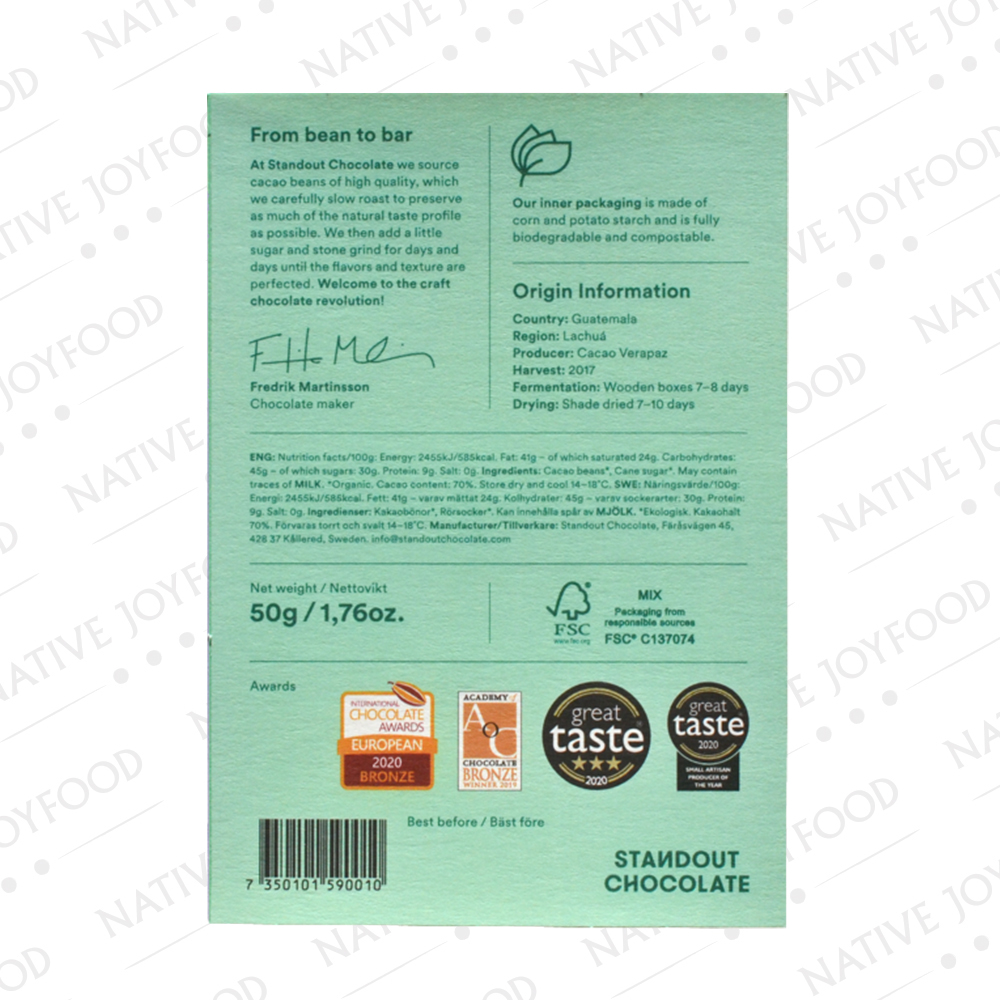 From bean to bar
At Standout Chocolate we source
cacao beans of high quality, which
we carefully slow roast to preserve
as much of the natural taste profile
as possible. We then add a little
sugar and stone grind for days and
days until the flavors and texture are
perfected. Welcome to the craft
chocolate revolution!
Fredrik Martinsson
Chocolate maker
Our inner packaging is made of
corn and potato starch and is fully
biodegradable and compostable.
Origin Information
Country: Guatemala
Region: Lachuá
Producer: Cacao Verapaz
Harvest: 2017
Fermentation: Wooden boxes 7–8 days
Drying: Shade dried 7–10 days
ENG: Nutrition facts/100g: Energy: 2455kJ/585kcal. Fat: 41g – of which saturated 24g. Carbohydrates:
45g – of which sugars: 30g. Protein: 9g. Salt: 0g. Ingredients: Cacao beans*, Cane sugar*. May contain
traces of MILK. *Organic. Cacao content: 70%. Store dry and cool 14–18°C. SWE: Näringsvärde/100g:
Energi: 2455kJ/585kcal. Fett: 41g – varav mättat 24g. Kolhydrater: 45g – varav sockerarter: 30g. Protein:
9g. Salt: 0g. Ingredienser: Kakaobönor*, Rörsocker*. Kan innehålla spår av MJÖLK. *Ekologisk. Kakaohalt
70%. Förvaras torrt och svalt 14–18°C. Manufacturer/Tillverkare: Standout Chocolate, Färåsvägen 45,
428 37 Kållered, Sweden. info@standoutchocolate.com
Net weight / Nettovikt
50g / 1,76oz.
FSC
www.fsc.org
MIX
Packaging from
responsible sources
FSC® C137074
Awards
INTERNATIONAL
CHOCOLATE
AWARDS
EUROPEAN
2020
BRONZE
ACADEMY of
AoC
CHOCOLATE
BRONZE
WINNER 2019
great
taste
2020
great
taste
2020
SMALL ARTISAN
PRODUCER OF
THE YEAR
Best before / Bäst före
7 350101 590010
STANDOUT
CHOCOLATE
NATIVE JOYFOOD